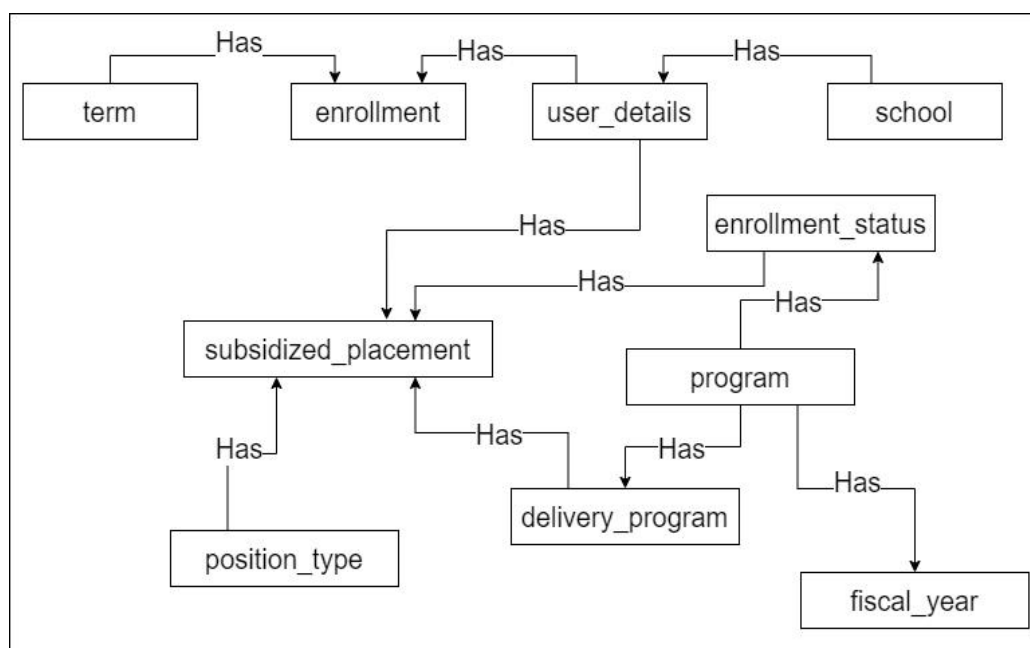 Has
Has
Has
term
enrollment
user_details
school
Has
enrollment_status
Has
Has
subsidized_placement
program
Has
Has
Has
Has
delivery_program
position_type
fiscal_year